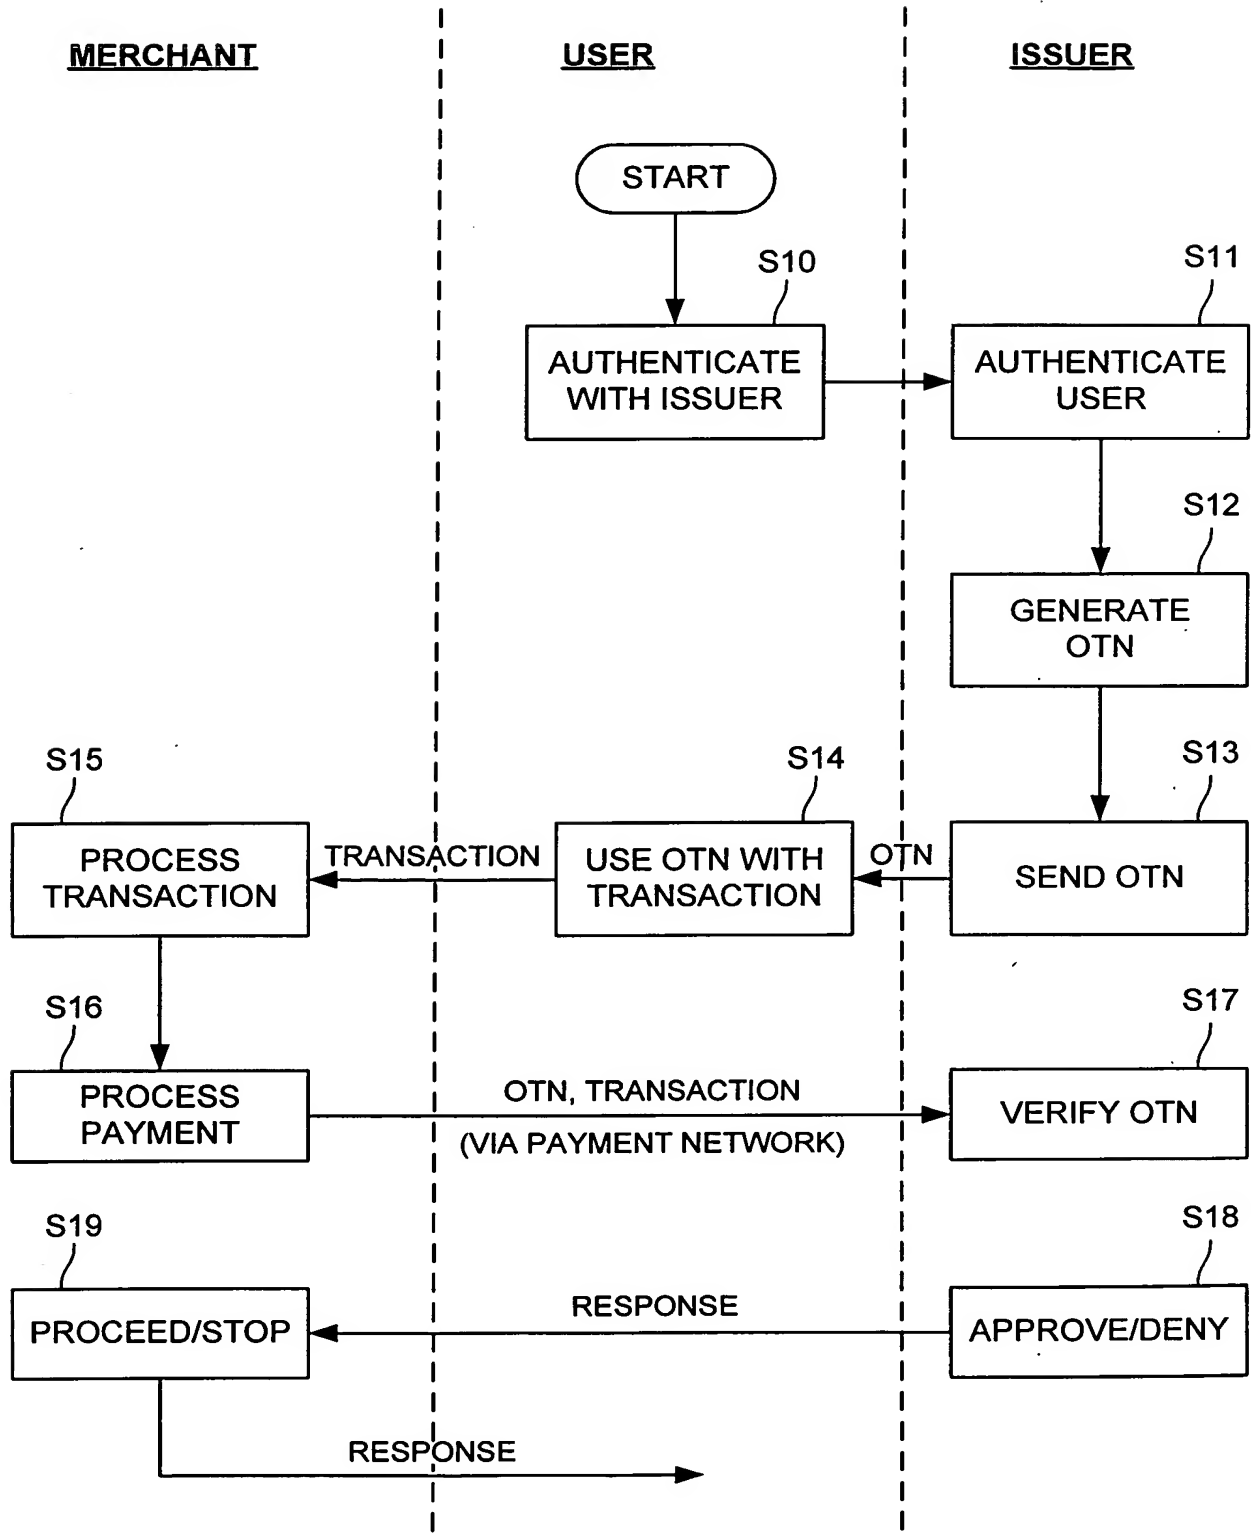 MERCHANT
USER
ISSUER
START
S10
S11
AUTHENTICATE
WITH ISSUER
AUTHENTICATE
USER
S12
GENERATE
OTN
S15
S14
S13
PROCESS
TRANSACTION
TRANSACTION
USE OTN WITH
TRANSACTION
OTN
SEND OTN
S16
S17
PROCESS
PAYMENT
OTN, TRANSACTION
(VIA PAYMENT NETWORK)
VERIFY OTN
S19
S18
PROCEED/STOP
RESPONSE
APPROVE/DENY
RESPONSE